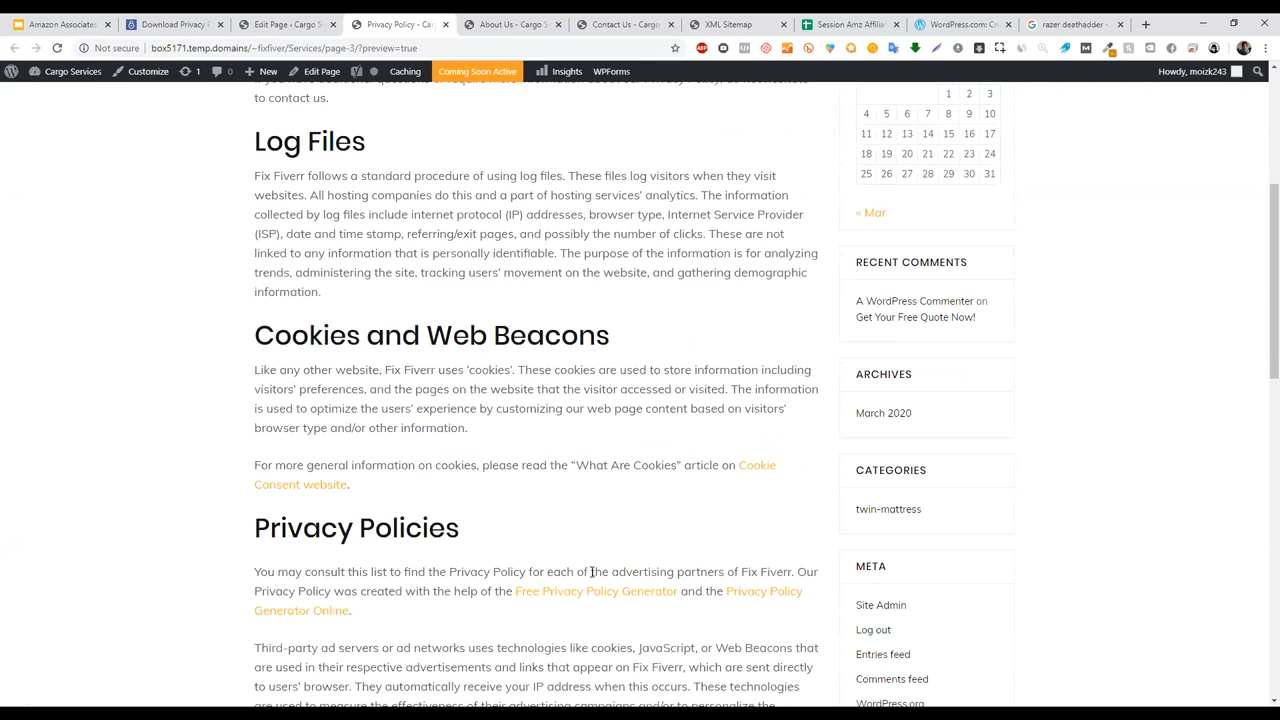 Amazon Associates
Download Privacy P
Edit Page ‹ Cargo S
Privacy Policy - Carg
About Us - Cargo S
Contact Us - Cargo
XML Sitemap
Session Amz Affilia
WordPress.com: Cr
razer deathadder -
Not secure
box5171.temp.domains/~fixfiver/Services/page-3/?preview=true
Cargo Services
Customize
1
0
New
Edit Page
Caching
Coming Soon Active
Insights
WPForms
Howdy, moizk243
to contact us.
Log Files
Fix Fiverr follows a standard procedure of using log files. These files log visitors when they visit
websites. All hosting companies do this and a part of hosting services' analytics. The information
collected by log files include internet protocol (IP) addresses, browser type, Internet Service Provider
(ISP), date and time stamp, referring/exit pages, and possibly the number of clicks. These are not
linked to any information that is personally identifiable. The purpose of the information is for analyzing
trends, administering the site, tracking users' movement on the website, and gathering demographic
information.
Cookies and Web Beacons
Like any other website, Fix Fiverr uses 'cookies'. These cookies are used to store information including
visitors' preferences, and the pages on the website that the visitor accessed or visited. The information
is used to optimize the users' experience by customizing our web page content based on visitors'
browser type and/or other information.
For more general information on cookies, please read the "What Are Cookies" article on Cookie
Consent website.
Privacy Policies
You may consult this list to find the Privacy Policy for each of the advertising partners of Fix Fiverr. Our
Privacy Policy was created with the help of the Free Privacy Policy Generator and the Privacy Policy
Generator Online.
Third-party ad servers or ad networks uses technologies like cookies, JavaScript, or Web Beacons that
are used in their respective advertisements and links that appear on Fix Fiverr, which are sent directly
to users' browser. They automatically receive your IP address when this occurs. These technologies
are used to measure the effectiveness of their advertising campaigns and/or to personalize the
1 2 3
4 5 6 7 8 9 10
11 12 13 14 15 16 17
18 19 20 21 22 23 24
25 26 27 28 29 30 31
« Mar
RECENT COMMENTS
A WordPress Commenter on
Get Your Free Quote Now!
ARCHIVES
March 2020
CATEGORIES
twin-mattress
META
Site Admin
Log out
Entries feed
Comments feed
WordPress.org